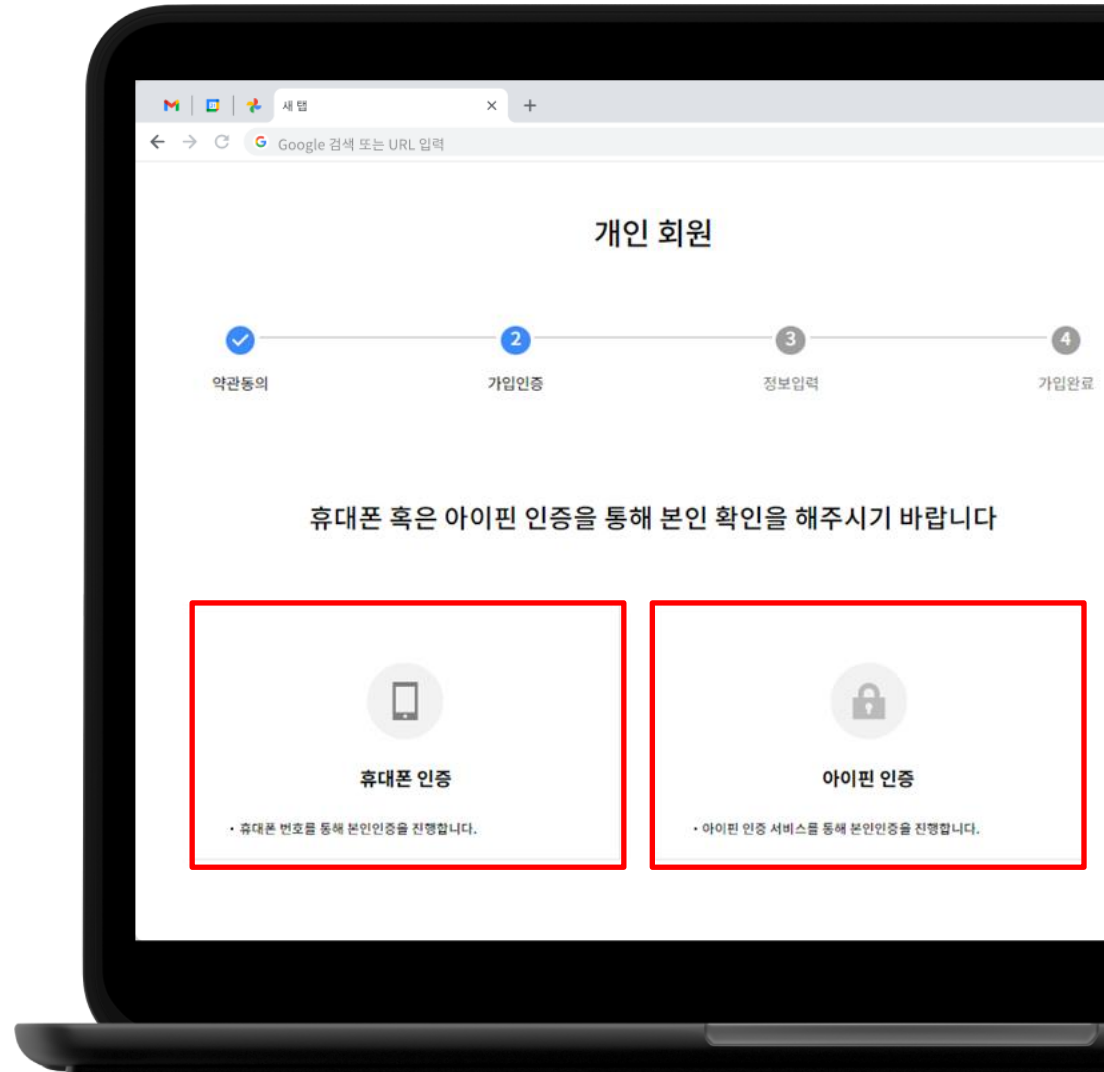 새 탭
Google 검색 또는 URL 입력
개인 회원
2
3
4
약관동의
가입인증
정보입력
가입완료
휴대폰 혹은 아이핀 인증을 통해 본인 확인을 해주시기 바랍니다
휴대폰 인증
아이핀 인증
• 휴대폰 번호를 통해 본인인증을 진행합니다.
• 아이핀 인증 서비스를 통해 본인인증을 진행합니다.